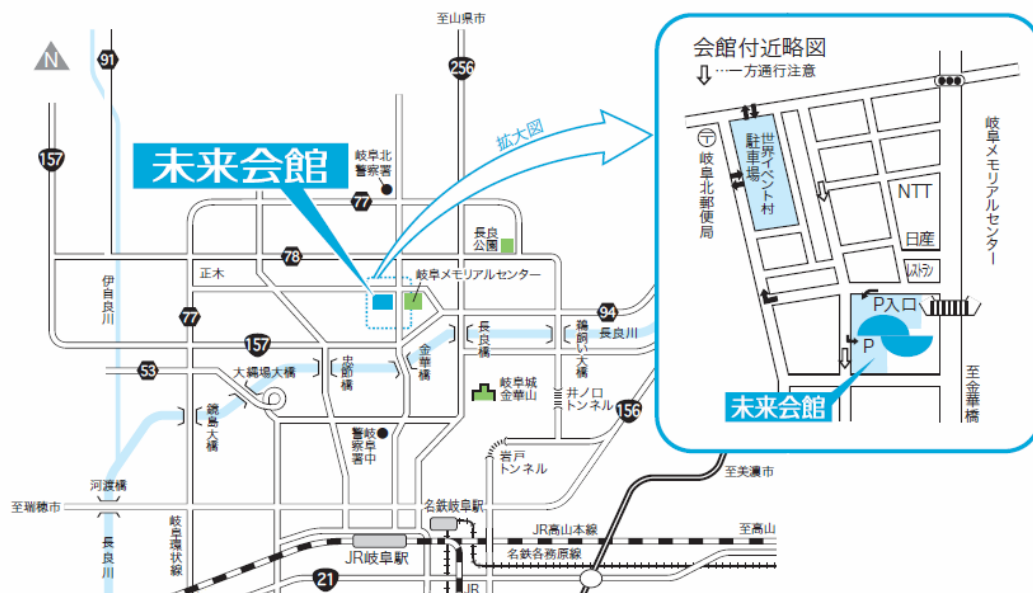 至山県市
N
91
256
157
岐阜北
警察署
未来会館
77
拡大図
長良
公園
78
正木
岐阜メモリアルセンター
伊自良川
77
94
長良川
157
忠節橋
金華橋
長良橋
鵜飼い大橋
53
大縄場大橋
鏡島大橋
岐阜城
金華山
井ノ口
トンネル
156
警察署中
岐阜
岩戸
トンネル
至美濃市
河渡橋
至瑞穂市
名鉄岐阜駅
長良川
岐阜環状線
JR高山本線
至高山
名鉄各務原線
JR岐阜駅
21
JR
会館付近略図
…一方通行注意
〒
岐阜北郵便局
世界イベント村
駐車場
岐阜メモリアルセンター
NTT
日産
レストラン
P入口
P
未来会館
至金華橋